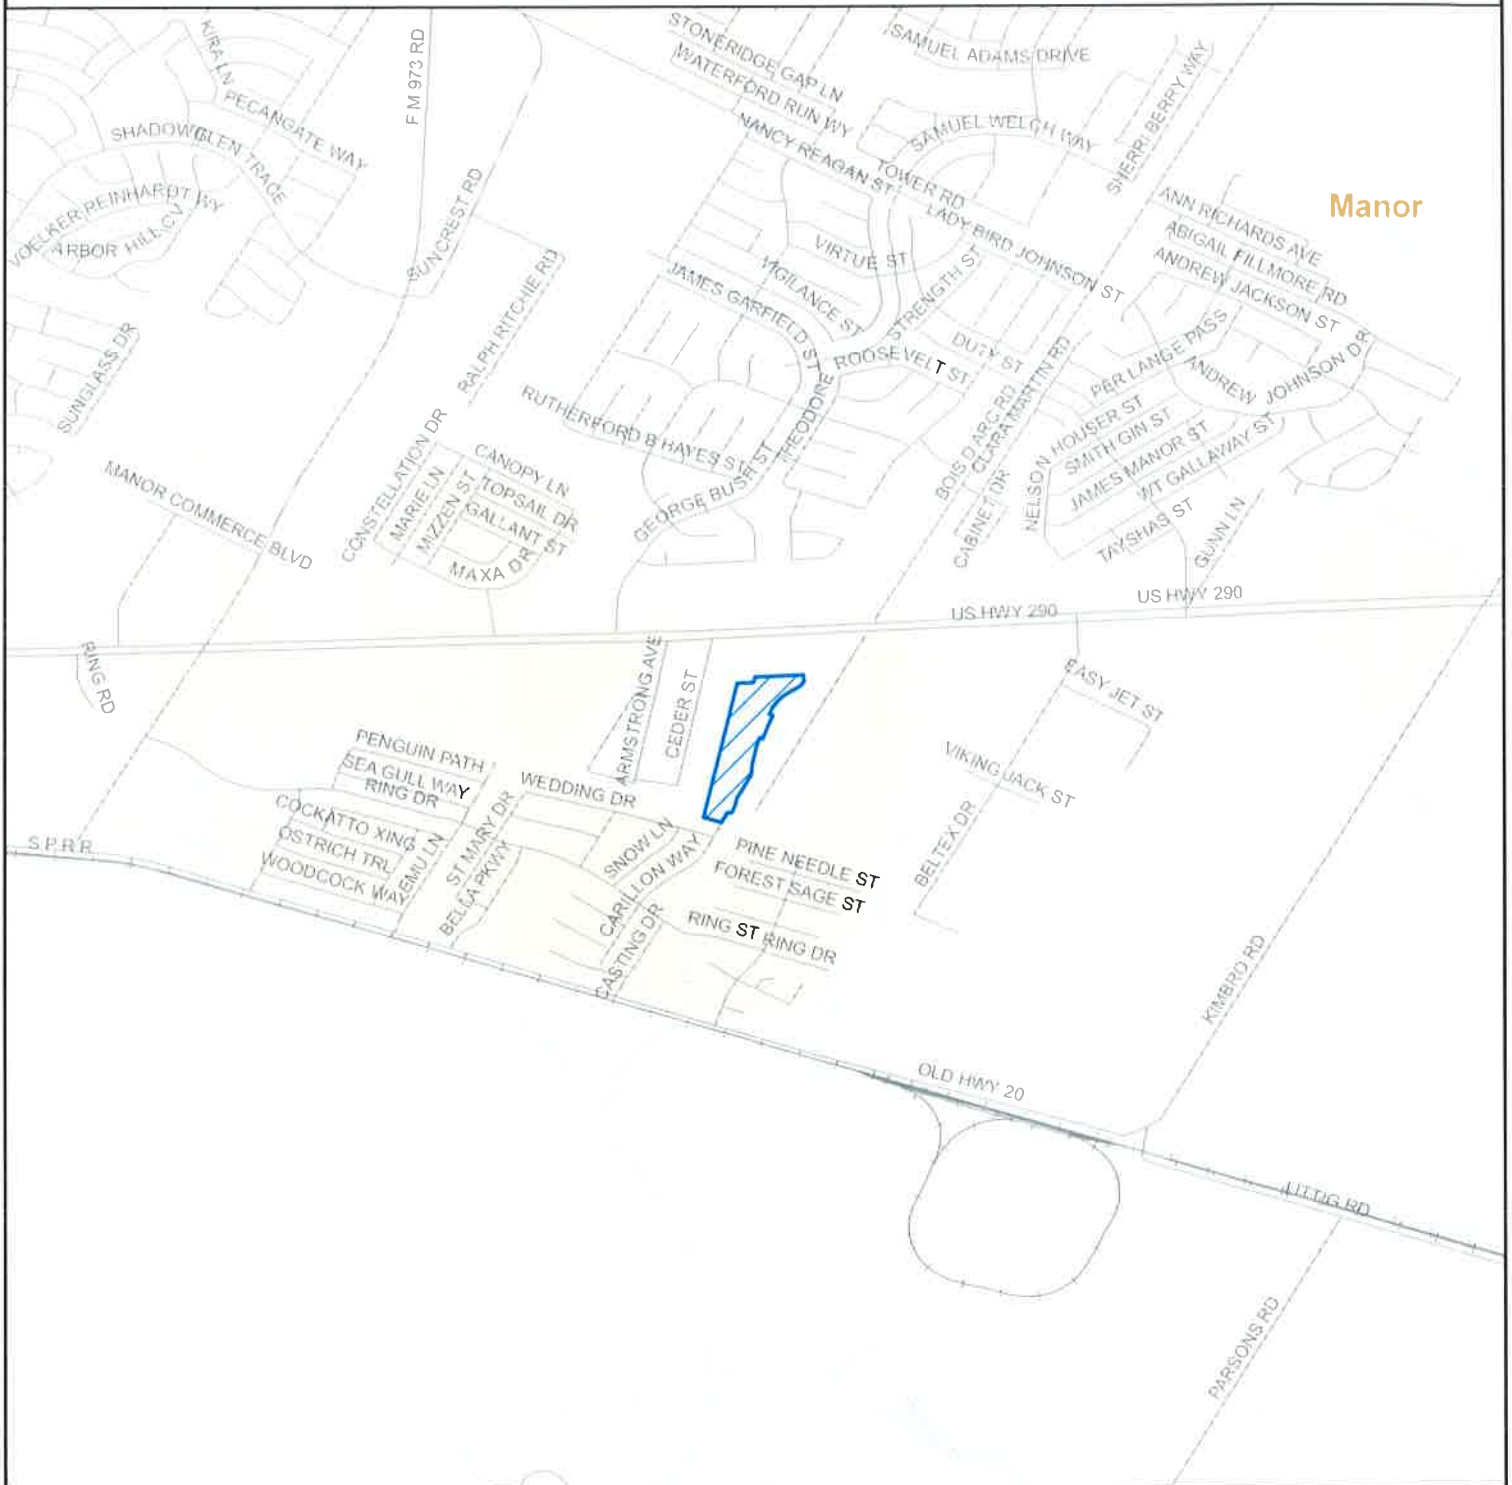 STONERIDGE GAP LN
WATERFORD RUN WY
SAMUEL ADAMS DRIVE
KIRA LN
F M 973 RD
PECANGATE WAY
SHADOWGLEN TRACE
NANCY REAGAN ST
SAMUEL WELCH WAY
SHERRI BERRY WAY
TOWER RD
LADY BIRD JOHNSON ST
Manor
ANN RICHARDS AVE
ABIGAIL FILLMORE RD
ANDREW JACKSON ST
VOELKER REINHARDT WY
ARBOR HILL CV
SUNCREST RD
RALPH RITCHIE RD
VIRTUE ST
VIGILANCE ST
STRENGTH ST
JAMES GARFIELD ST
ROOSEVELT ST
THEODORE
DUTY ST
SUNGLASS DR
PER LANGE PASS
ANDREW JOHNSON DR
BOIS D ARC RD
CLARA MARTIN RD
NELSON HOUSER ST
SMITH GIN ST
JAMES MANOR ST
WT GALLAWAY ST
TAYSHAS ST
GUNN LN
CABINET DR
RUTHERFORD B HAYES ST
GEORGE BUSH ST
CONSTELLATION DR
MARIE LN
MIZZEN ST
CANOPY LN
TOPSAIL DR
GALLANT ST
MAXA DR
MANOR COMMERCE BLVD
US HWY 290
US HWY 290
RING RD
ARMSTRONG AVE
CEDER ST
EASY JET ST
VIKING JACK ST
BELTEX DR
PENGUIN PATH
SEA GULL WAY
RING DR
COCKATTO XING
OSTRICH TRL
WOODCOCK WAY
EMU LN
ST MARY DR
BELLA PKWY
WEDDING DR
SNOW LN
CARILLON WAY
CASTING DR
PINE NEEDLE ST
FOREST SAGE ST
RING ST
RING DR
S P R R
KIMBRO RD
OLD HWY 20
LITTIG RD
PARSONS RD